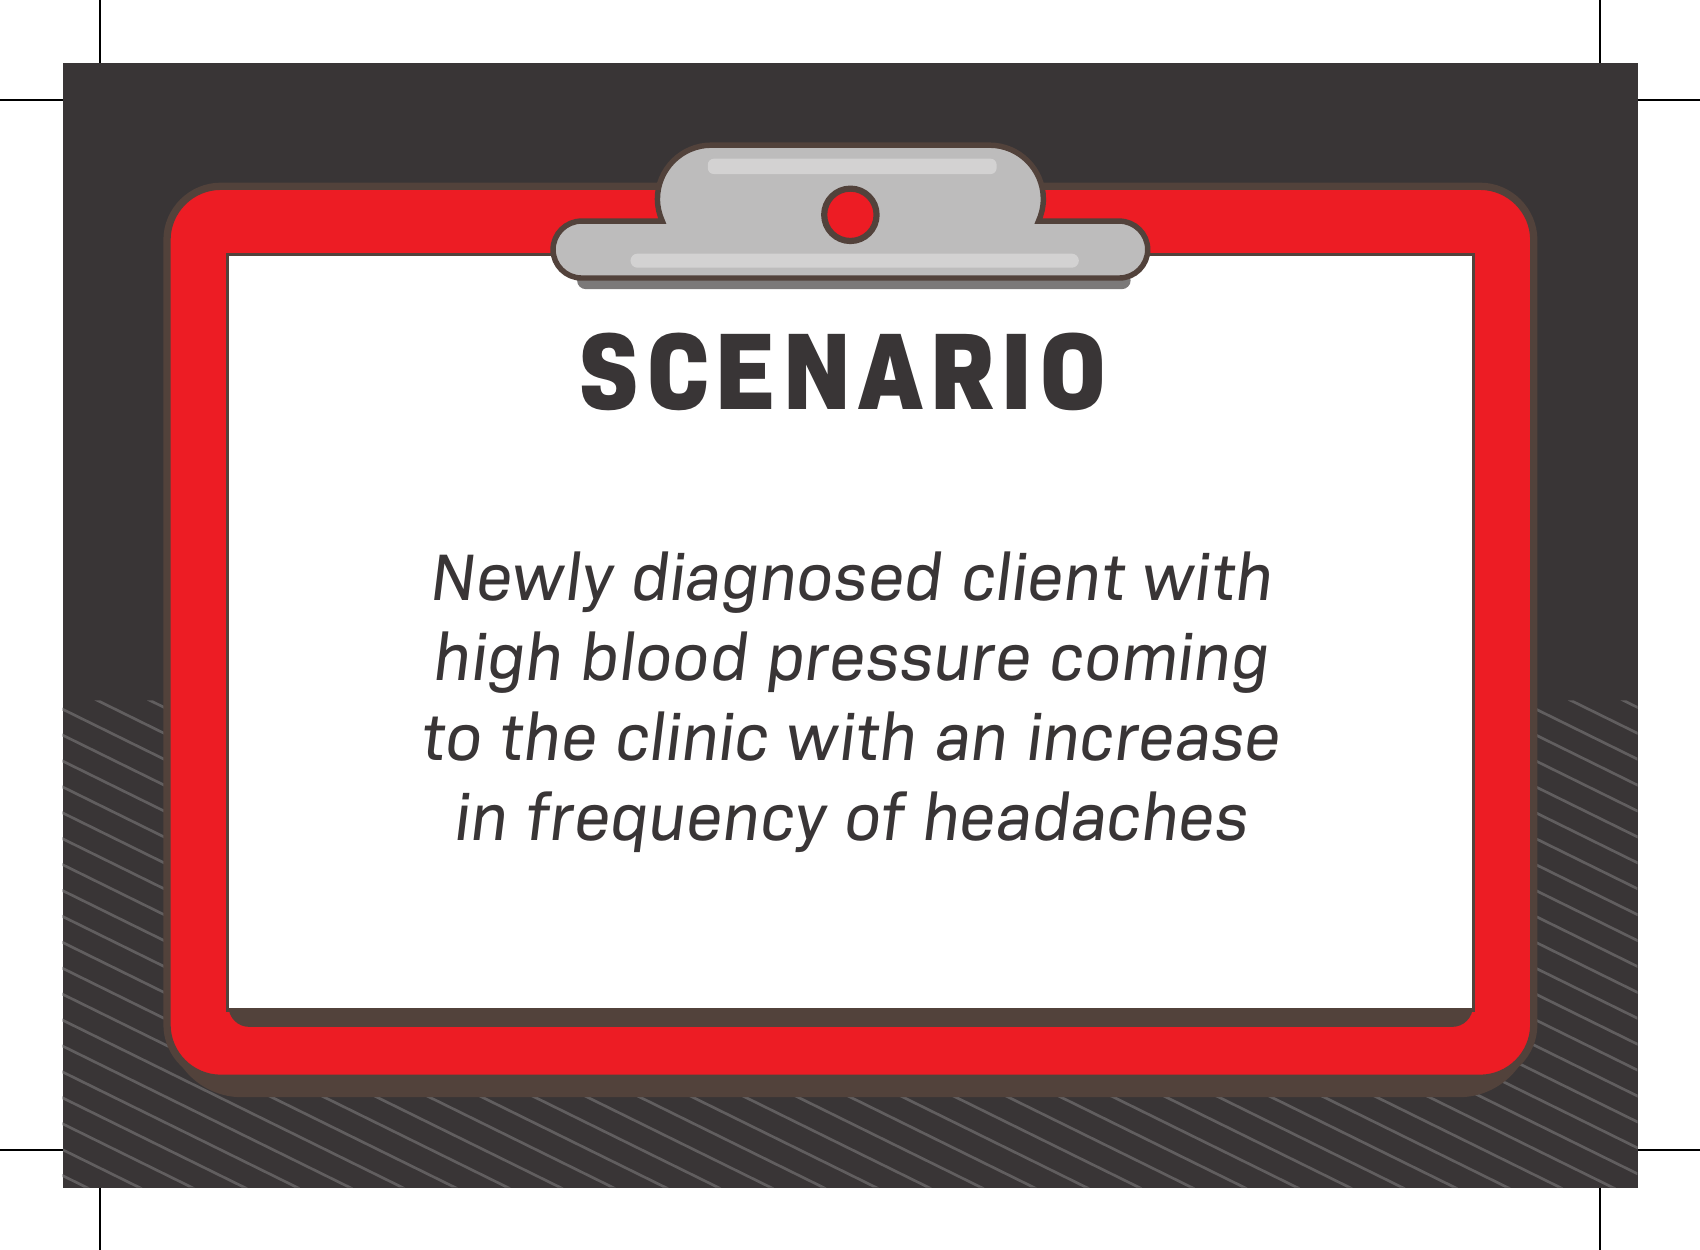 SCENARIO
Newly diagnosed client with
high blood pressure coming
to the clinic with an increase
in frequency of headaches